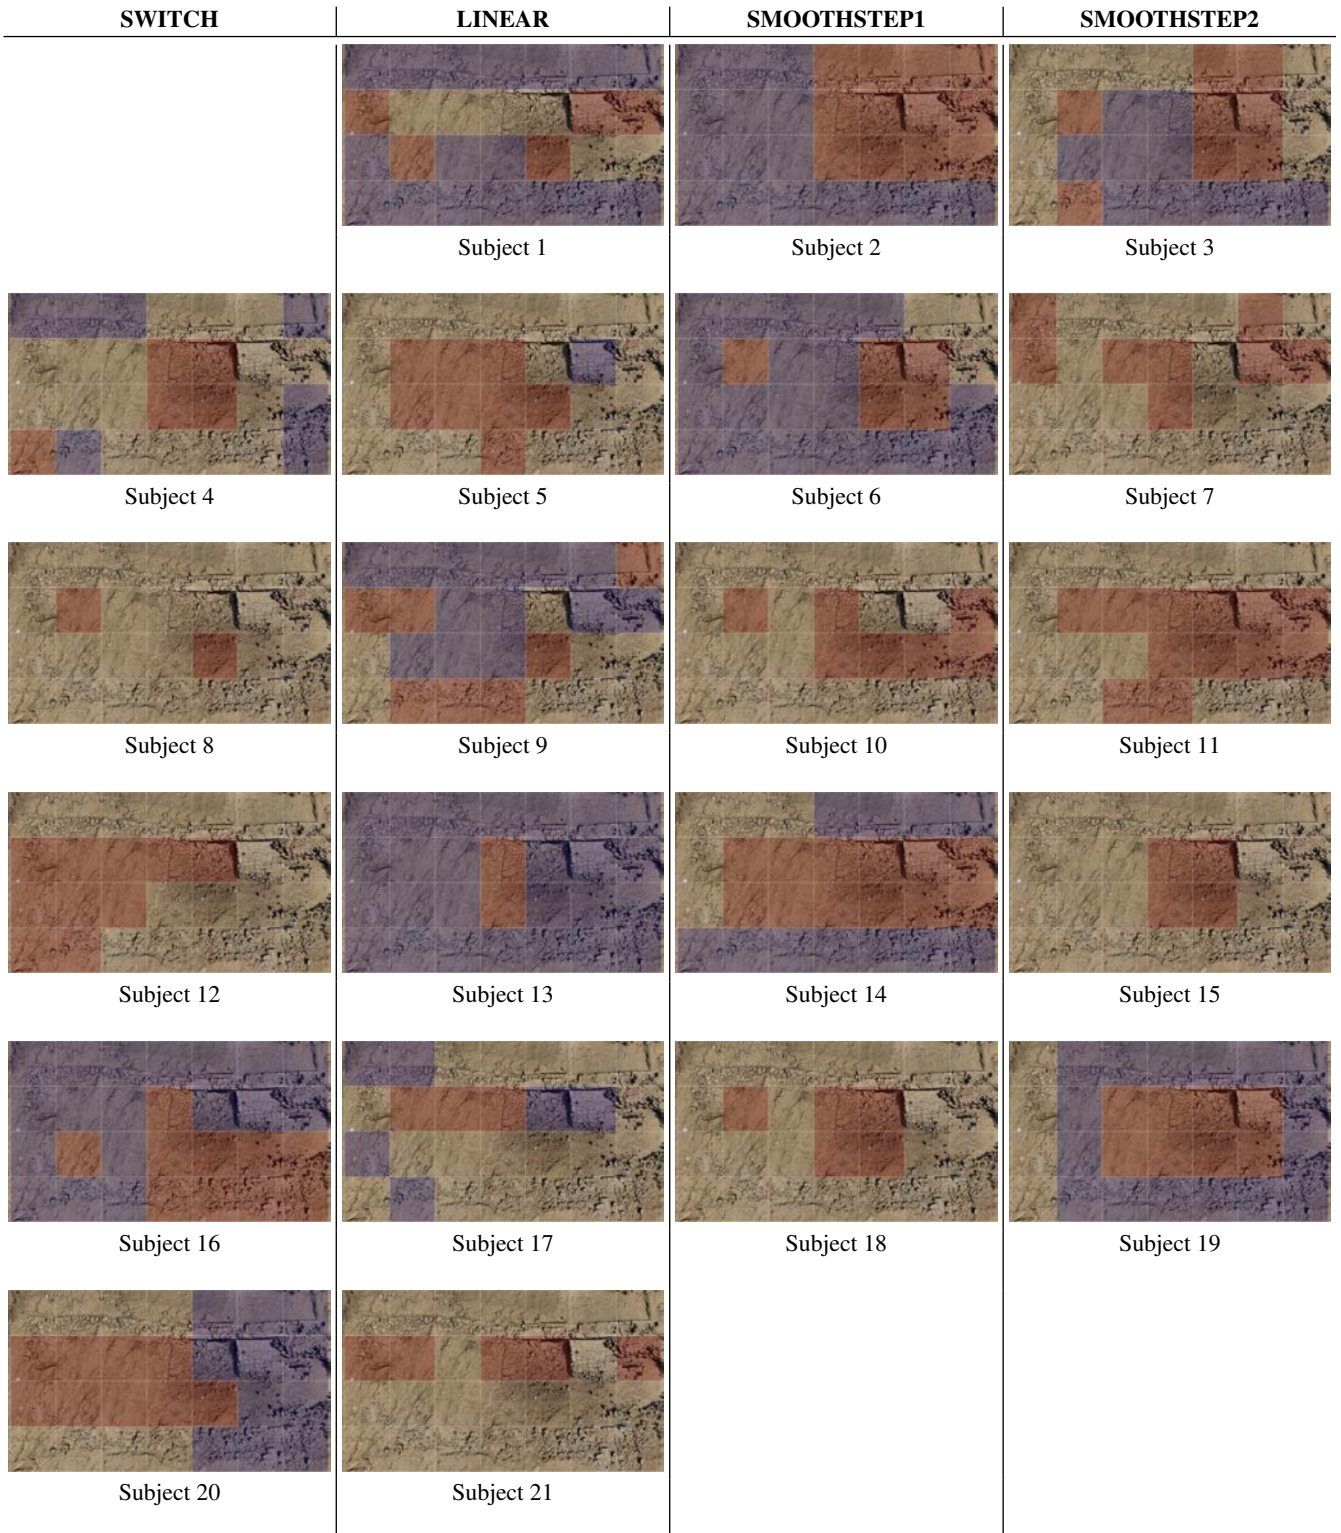 SWITCH LINEAR SMOOTHSTEP1 SMOOTHSTEP2
Subject 1 Subject 2 Subject 3
Subject 4 Subject 5 Subject 6 Subject 7
Subject 8 Subject 9 Subject 10 Subject 11
Subject 12 Subject 13 Subject 14 Subject 15
Subject 16 Subject 17 Subject 18 Subject 19
Subject 20 Subject 21